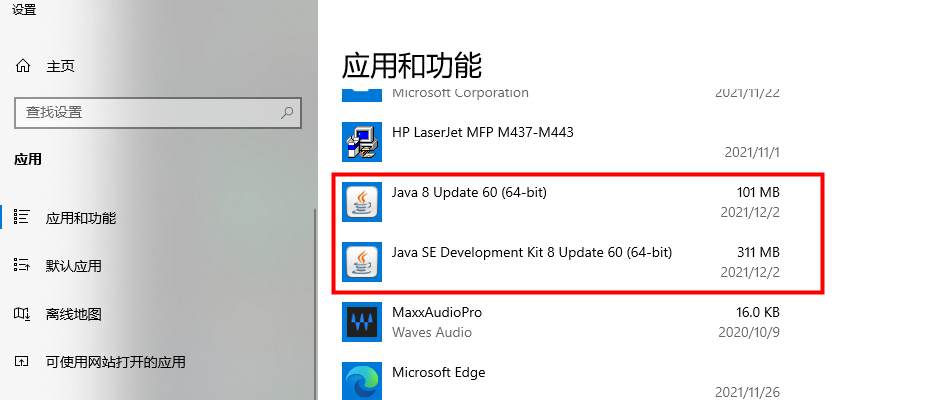 设置
主页
查找设置
应用
应用和功能
默认应用
离线地图
可使用网站打开的应用
应用和功能
Microsoft Corporation 2021/11/22
HP LaserJet MFP M437-M443
2021/11/1
Java 8 Update 60 (64-bit) 101 MB
2021/12/2
Java SE Development Kit 8 Update 60 (64-bit) 311 MB
2021/12/2
MaxxAudioPro 16.0 KB
Waves Audio 2020/10/9
Microsoft Edge
2021/11/26